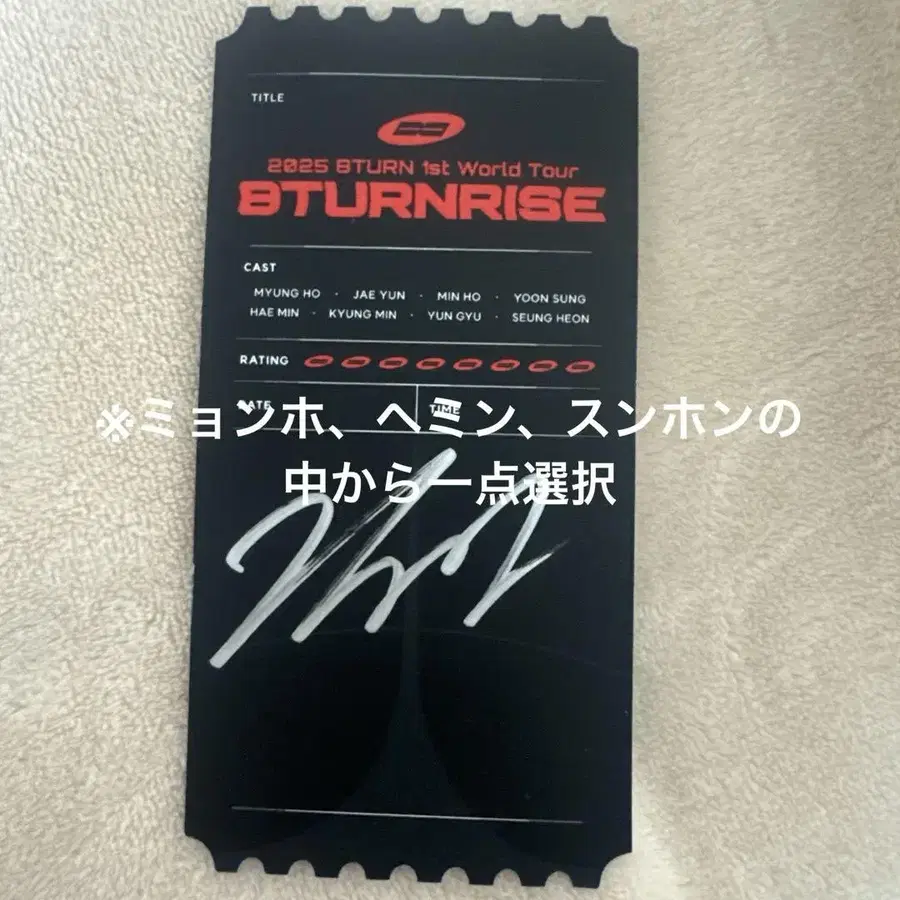 TITLE
2025 8TURN 1st World Tour
8TURNRISE
CAST
MYUNG HO · JAE YUN · MIN HO · YOON SUNG
HAE MIN · KYUNG MIN · YUN GYU · SEUNG HEON
RATING
DATE TIME
※ミョンホ、ヘミン、スンホンの
中から一点選択